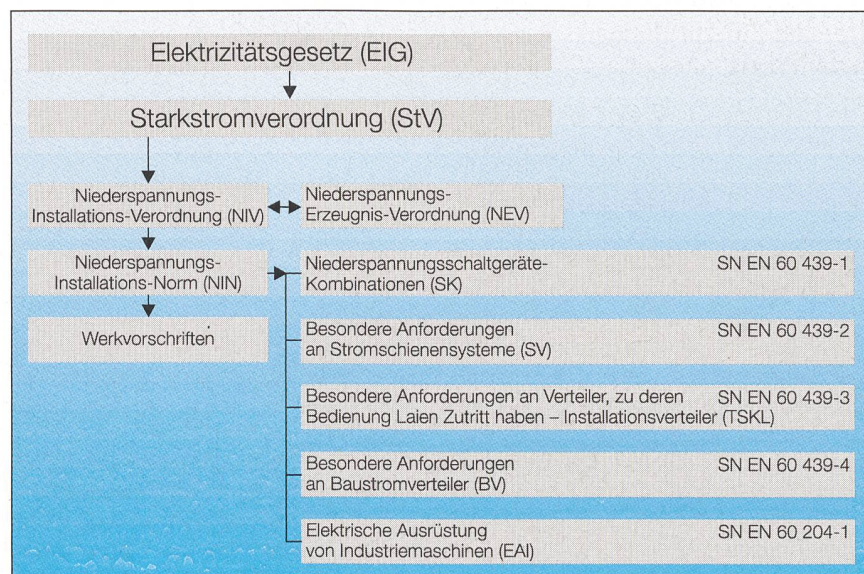 Elektrizitätsgesetz (ElG)
Starkstromverordnung (StV)
Niederspannungs-
Installations-Verordnung (NIV)
Niederspannungs-
Erzeugnis-Verordnung (NEV)
Niederspannungs-
Installations-Norm (NIN)
Niederspannungsschaltgeräte-
Kombinationen (SK)
SN EN 60 439-1
Werkvorschriften
Besondere Anforderungen
an Stromschienensysteme (SV)
SN EN 60 439-2
Besondere Anforderungen an Verteiler, zu deren
Bedienung Laien Zutritt haben – Installationsverteiler (TSKL)
SN EN 60 439-3
Besondere Anforderungen
an Baustromverteiler (BV)
SN EN 60 439-4
Elektrische Ausrüstung
von Industriemaschinen (EAI)
SN EN 60 204-1